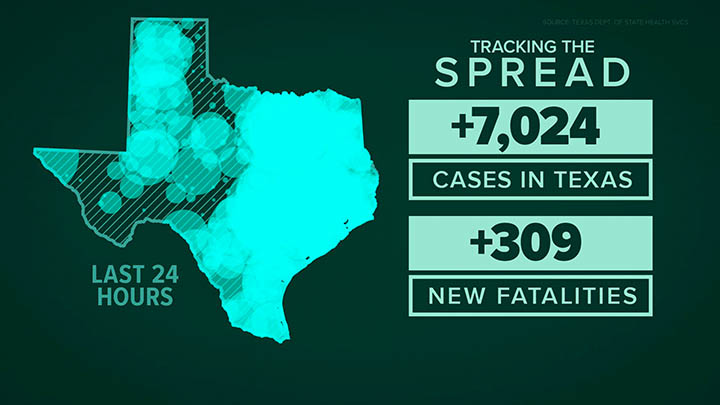 SOURCE: TEXAS DEPT. OF STATE HEALTH SVCS
TRACKING THE
SPREAD
+7,024
CASES IN TEXAS
+309
NEW FATALITIES
LAST 24
HOURS